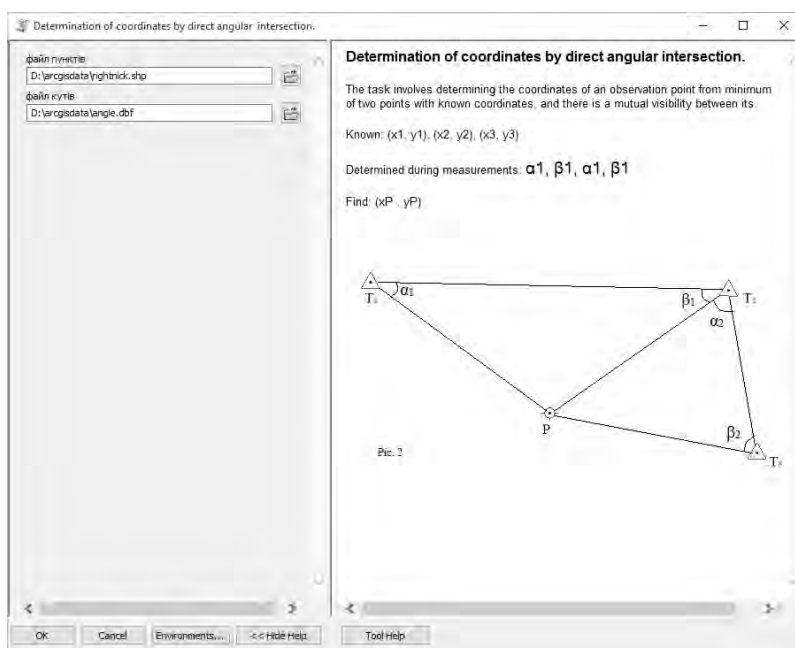 Determination of coordinates by direct angular intersection.
файл пунктів
D:\arcgisdata\rightnick.shp
файл кутів
D:\arcgisdata\angle.dbf
OK
Cancel
Environments...
<< Hide Help
Determination of coordinates by direct angular intersection.
The task involves determining the coordinates of an observation point from minimum
of two points with known coordinates, and there is a mutual visibility between its.
Known: (x1, y1), (x2, y2), (x3, y3)
Determined during measurements: α1, β1, α1, β1
Find: (xP . yP)
α1
T
β1
T
α2
P
β2
T
Pic. 2
Tool Help